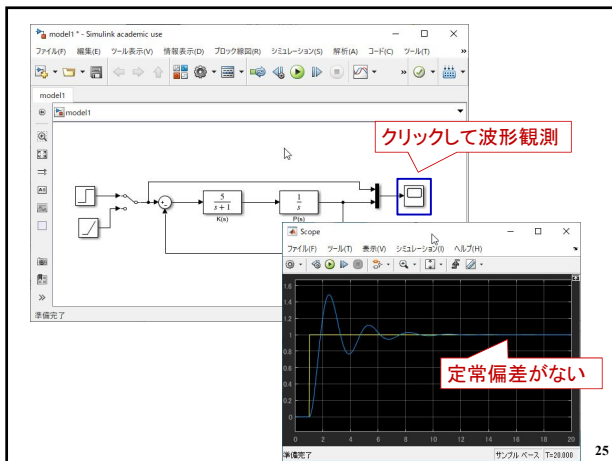 model1 * - Simulink academic use
ファイル(F) 編集(E) ツール表示(V) 情報表示(D) ブロック線図(R) シミュレーション(S) 解析(A) コード(C) ツール(T) »
model1
model1
クリックして波形観測
5
s + 1
K(s)
1
s
P(s)
準備完了
Scope
ファイル(F) ツール(T) 表示(V) シミュレーション(I) ヘルプ(H)
1.6
1.4
1.2
1
0.8
0.6
0.4
0.2
0
定常偏差がない
0 2 4 6 8 10 12 14 16 18 20
準備完了
サンプル ベース T=20.000
25